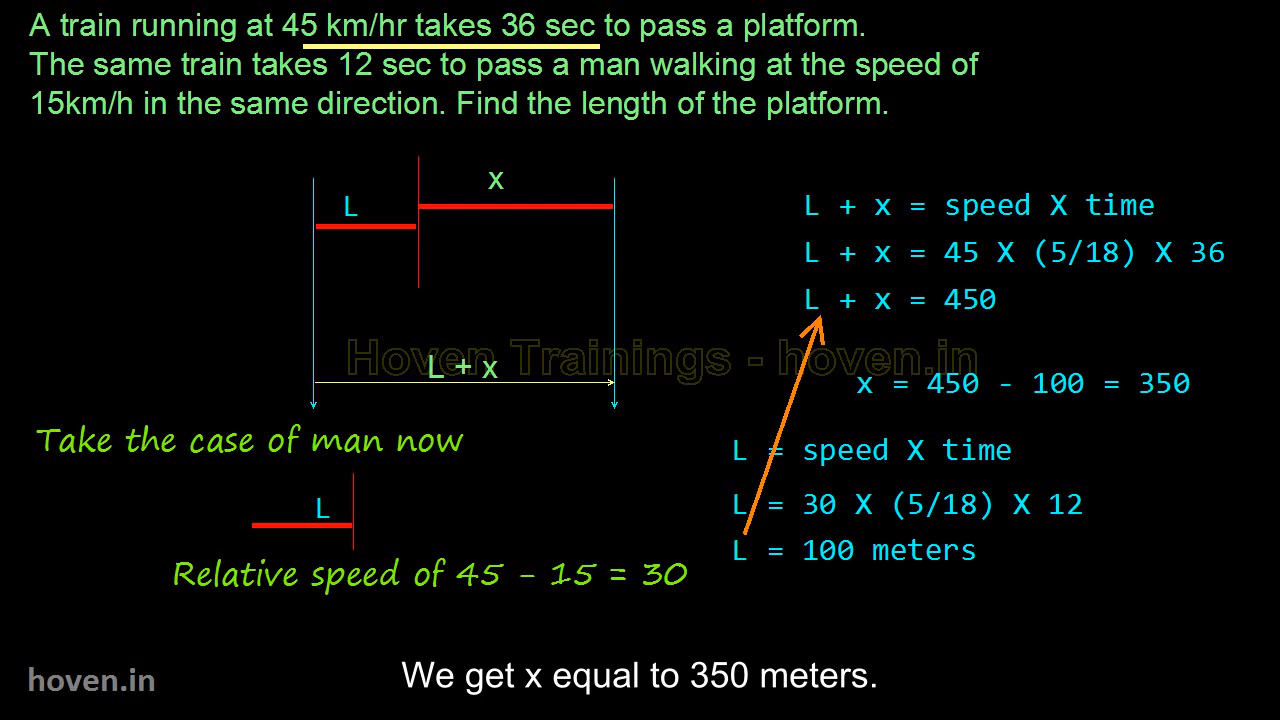 A train running at 45 km/hr takes 36 sec to pass a platform.
The same train takes 12 sec to pass a man walking at the speed of
15km/h in the same direction. Find the length of the platform.
L
x
L + x
L + x = speed X time
L + x = 45 X (5/18) X 36
L + x = 450
Hoven Trainings - hoven.in
x = 450 - 100 = 350
Take the case of man now
L
Relative speed of 45 - 15 = 30
L = speed X time
L = 30 X (5/18) X 12
L = 100 meters
hoven.in
We get x equal to 350 meters.